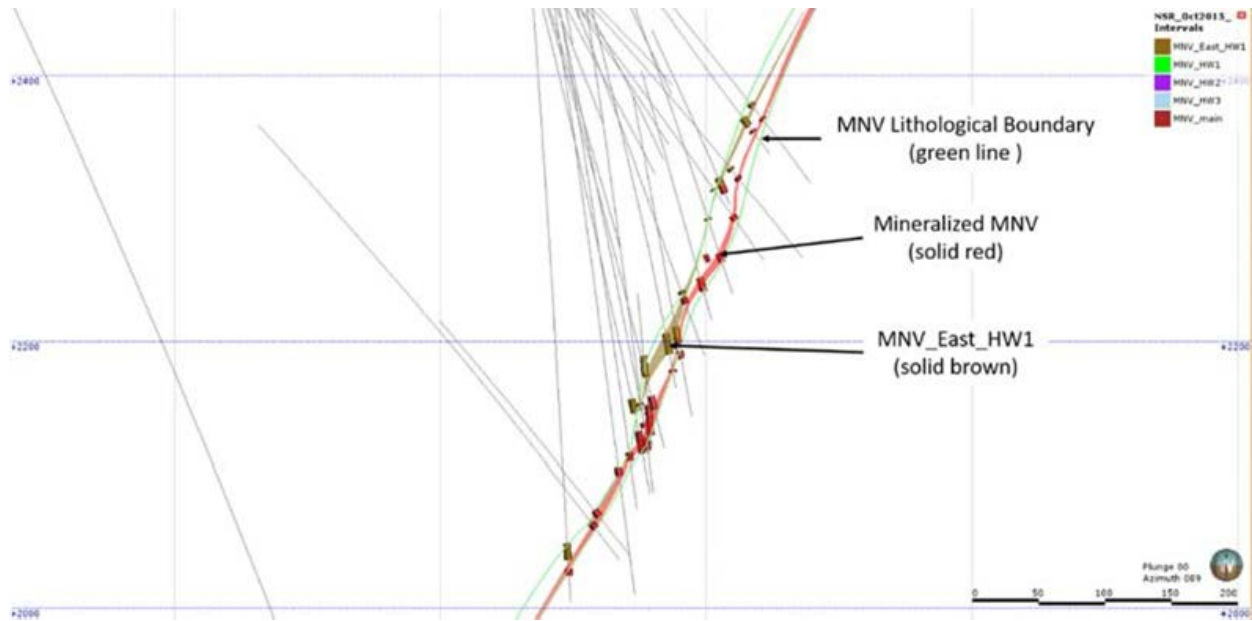 NSR_Oct2015_
Intervals
MNV_East_HW1
MNV_HW1
MNV_HW2
MNV_HW3
MNV_main
+2400
+2400
MNV Lithological Boundary
(green line )
Mineralized MNV
(solid red)
MNV_East_HW1
(solid brown)
+2200
+2200
Plunge 00
Azimuth 089
0 50 100 150 200
+2000
+2000